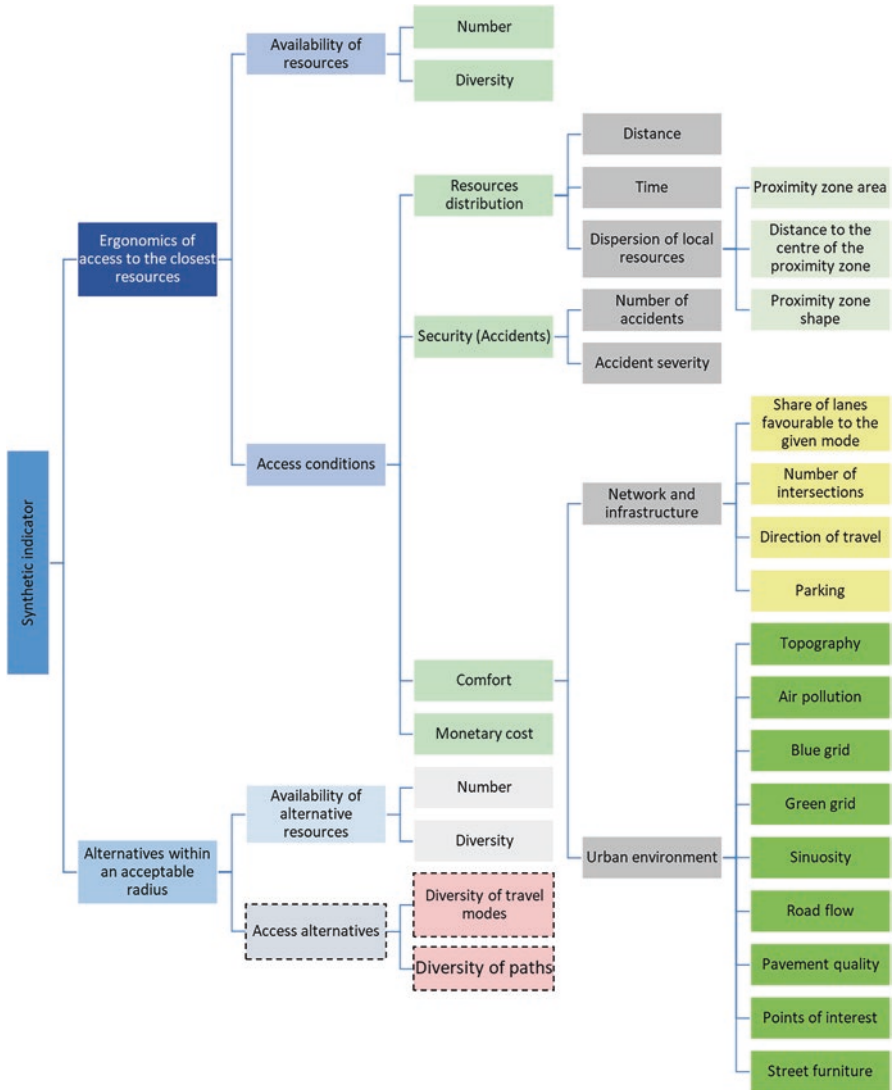 Synthetic indicator
Ergonomics of
access to the closest
resources
Alternatives within
an acceptable
radius
Availability of
resources
Access conditions
Availability of
alternative
resources
Access alternatives
Number
Diversity
Resources
distribution
Security (Accidents)
Comfort
Monetary cost
Number
Diversity
Diversity of travel
modes
Diversity of paths
Distance
Time
Dispersion of local
resources
Number of
accidents
Accident severity
Network and
infrastructure
Urban environment
Proximity zone area
Distance to the
centre of the
proximity zone
Proximity zone
shape
Share of lanes
favourable to the
given mode
Number of
intersections
Direction of travel
Parking
Topography
Air pollution
Blue grid
Green grid
Sinuosity
Road flow
Pavement quality
Points of interest
Street furniture